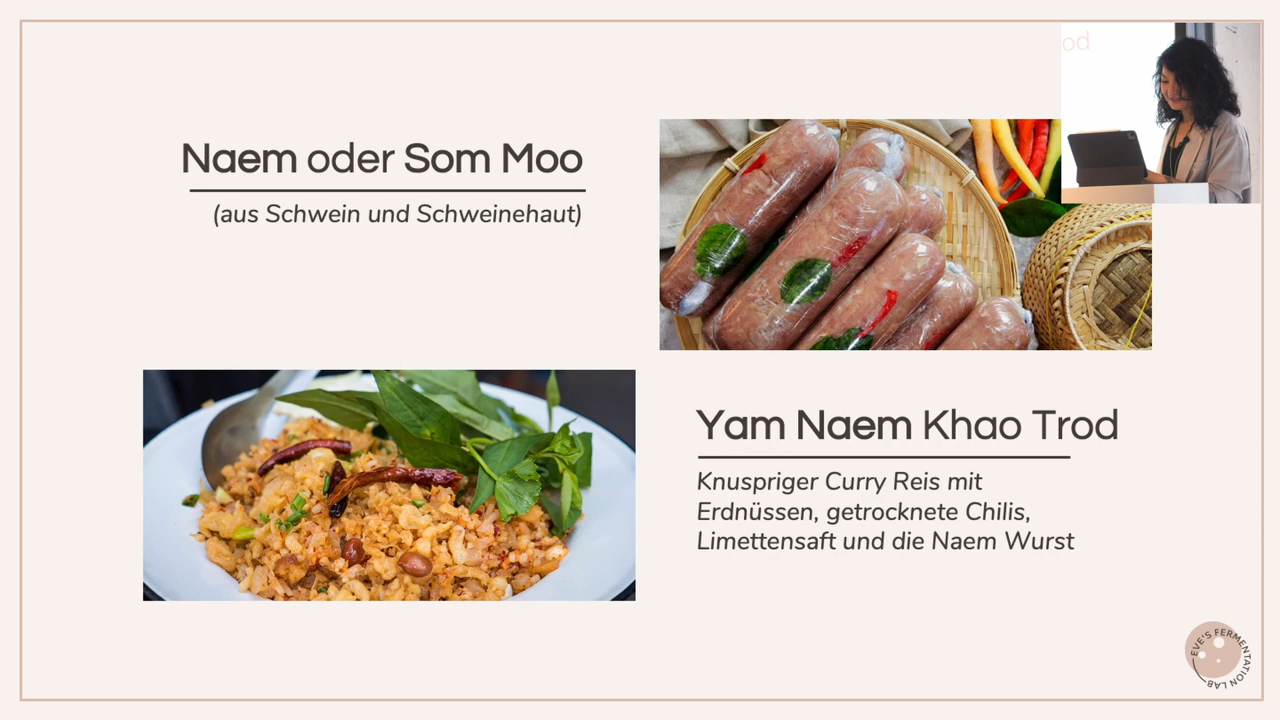 od
Naem oder Som Moo
(aus Schwein und Schweinehaut)
Yam Naem Khao Trod
Knuspriger Curry Reis mit
Erdnüssen, getrocknete Chilis,
Limettensaft und die Naem Wurst
EVE'S FERMENTATION LAB